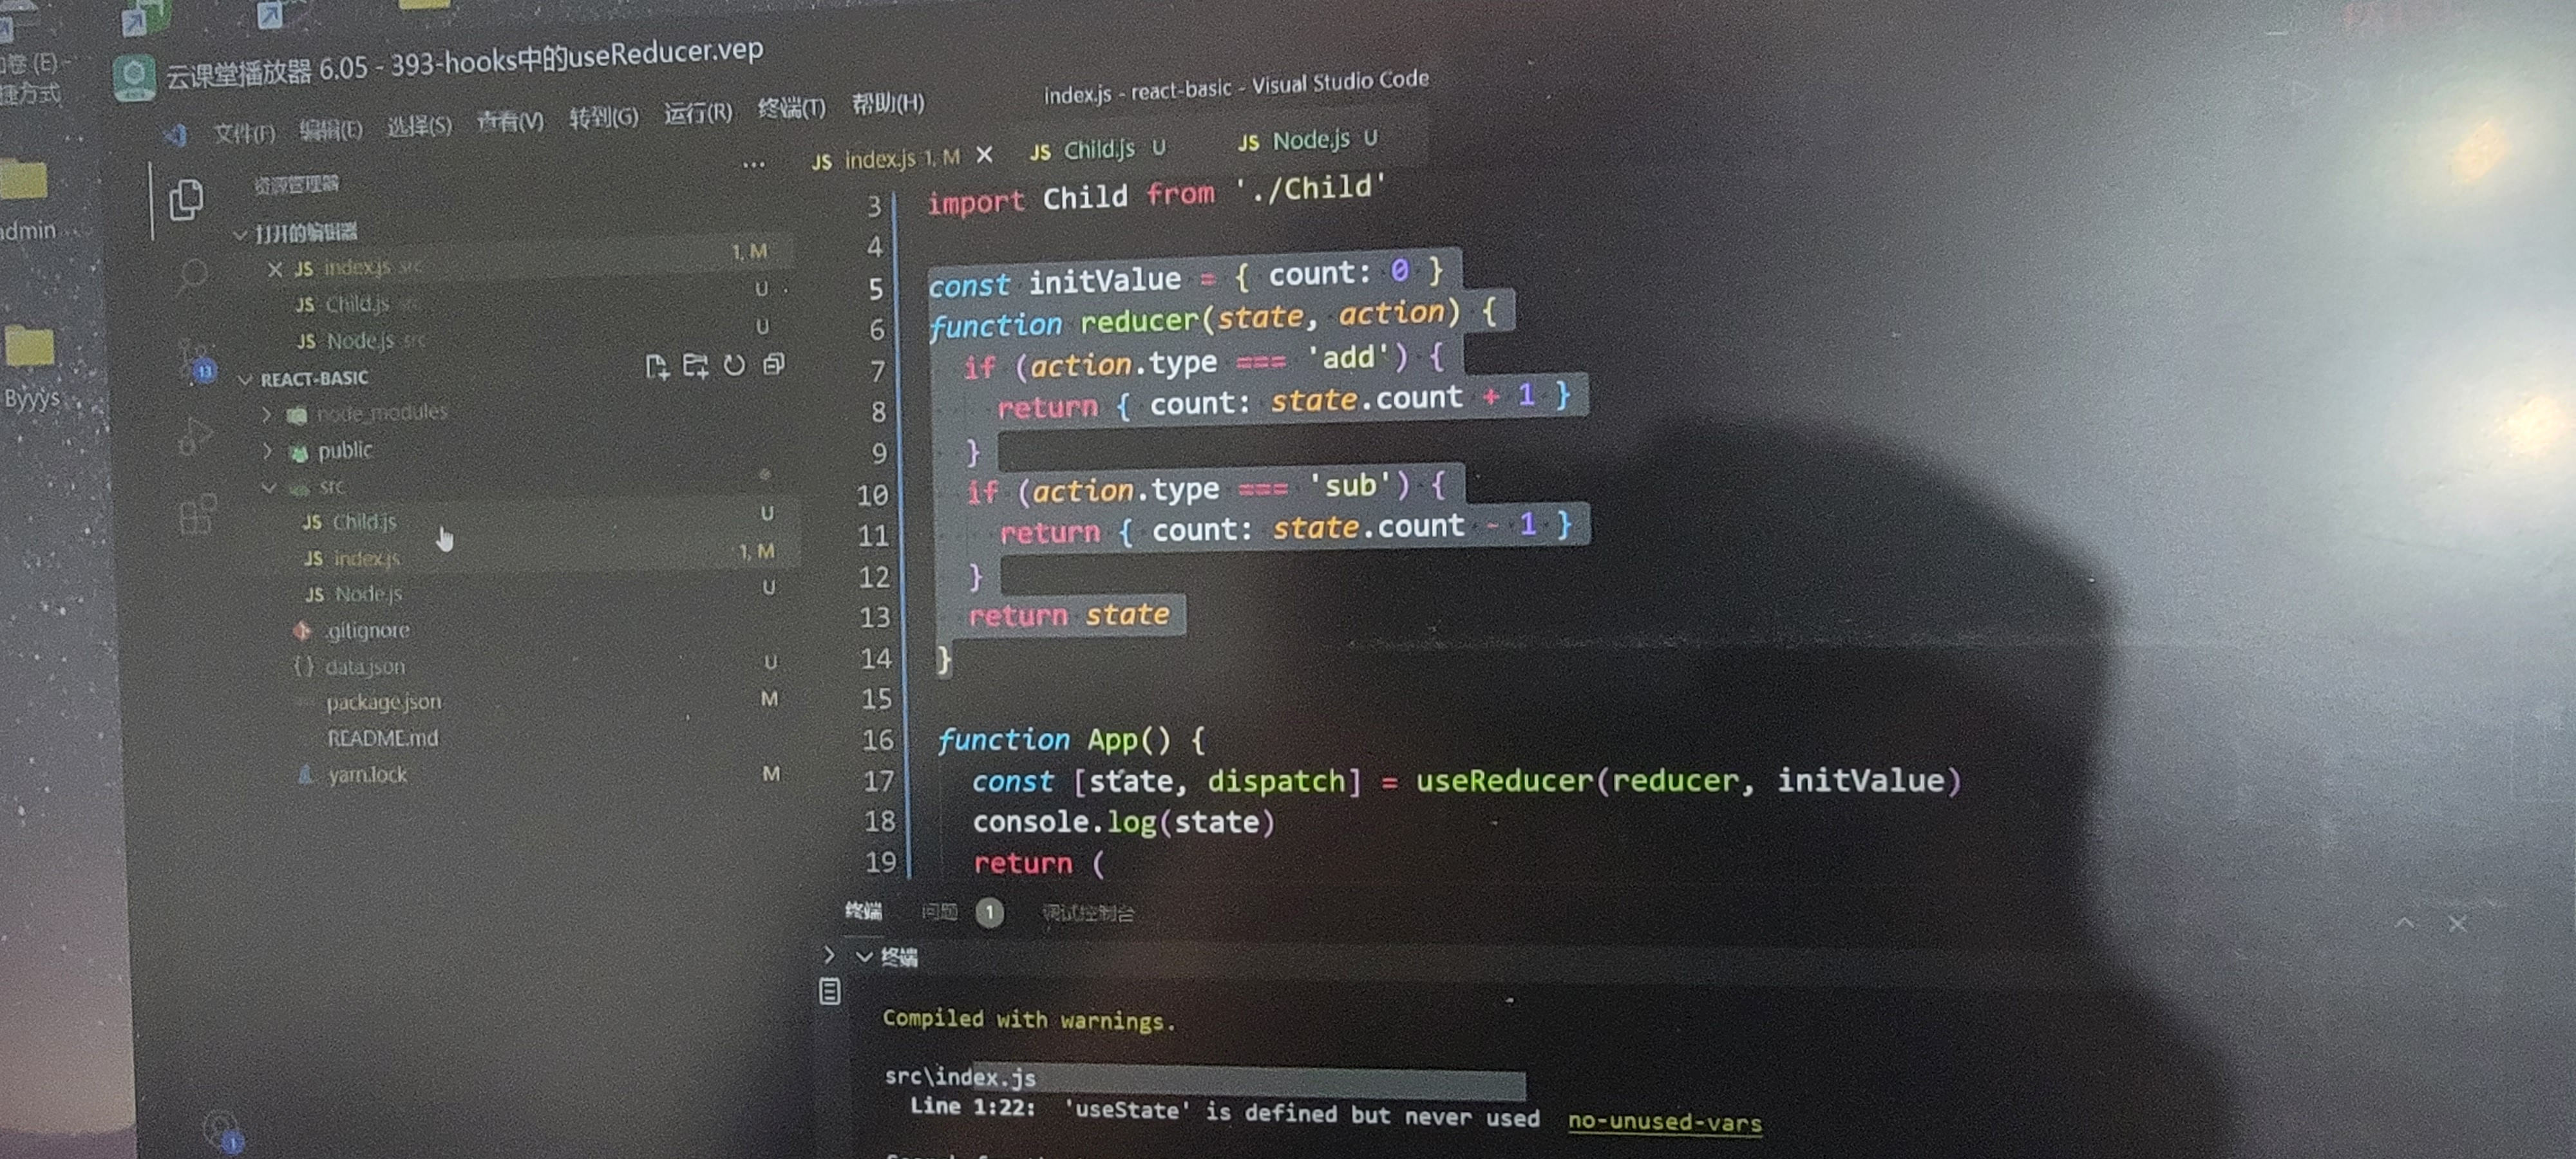 云课堂播放器 6.05 - 393-hooks中的useReducer.vep
卷 (E) -
捷方式
文件(F) 编辑(E) 选择(S) 查看(V) 转到(G) 运行(R) 终端(T) 帮助(H)
index.js - react-basic - Visual Studio Code
资源管理器
...
JS index.js 1, M
JS Child.js U
JS Node.js U
打开的编辑器
JS index.js src 1, M
JS Child.js src U
JS Node.js src U
REACT-BASIC
node_modules
public
src
JS Child.js U
JS index.js 1, M
JS Node.js U
.gitignore
{} data.json U
package.json M
README.md
yarn.lock M
13
1
Byyys
3 import Child from './Child'
4
5 const initValue = { count: 0 }
6 function reducer(state, action) {
7 if (action.type === 'add') {
8 return { count: state.count + 1 }
9 }
10 if (action.type === 'sub') {
11 return { count: state.count - 1 }
12 }
13 return state
14 }
15
16 function App() {
17 const [state, dispatch] = useReducer(reducer, initValue)
18 console.log(state)
19 return (
终端 问题 1 调试控制台
终端
Compiled with warnings.
src\index.js
Line 1:22: 'useState' is defined but never used no-unused-vars